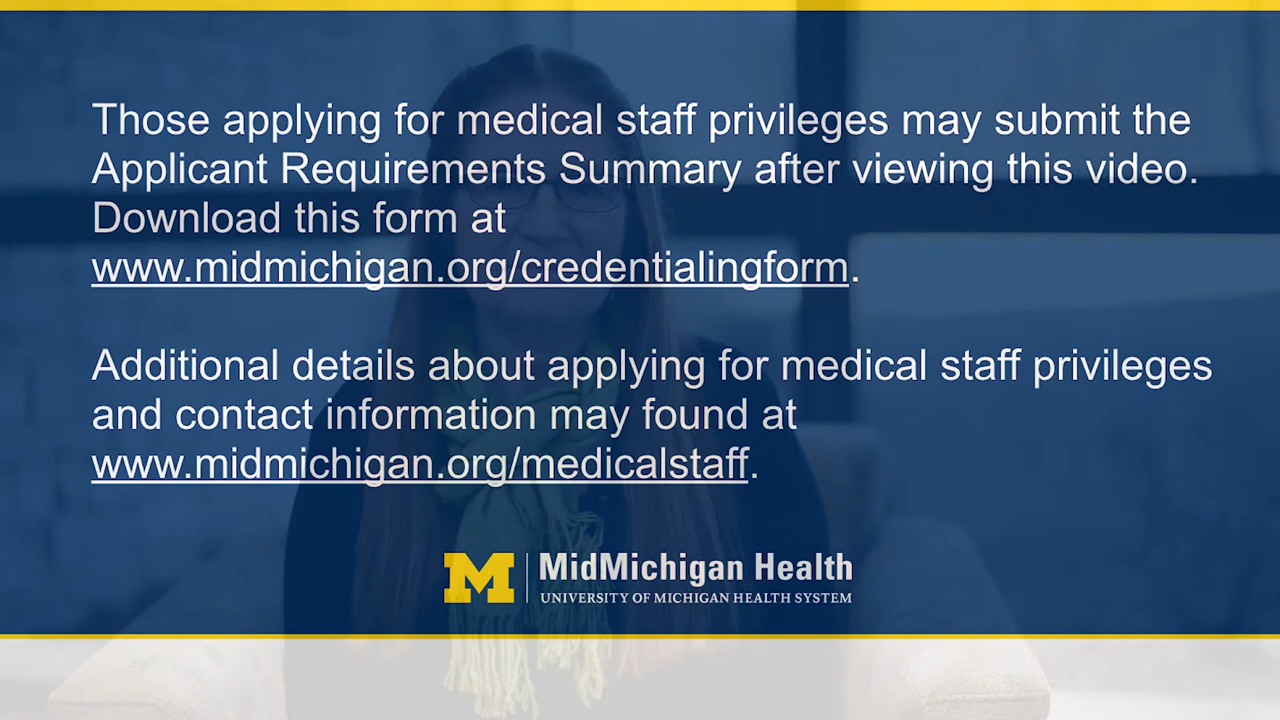 Those applying for medical staff privileges may submit the
Applicant Requirements Summary after viewing this video.
Download this form at
www.midmichigan.org/credentialingform.
Additional details about applying for medical staff privileges
and contact information may found at
www.midmichigan.org/medicalstaff.
M MidMichigan Health
UNIVERSITY OF MICHIGAN HEALTH SYSTEM